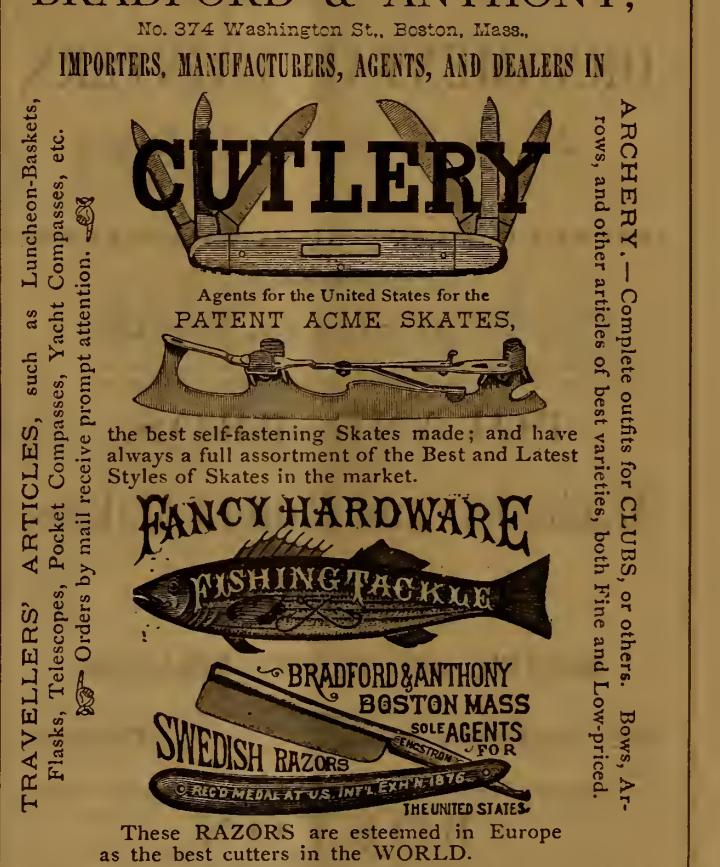 BRADFORD & ANTHONY,
No. 374 Washington St., Boston, Mass.,
IMPORTERS, MANUFACTURERS, AGENTS, AND DEALERS IN
CUTLERY
Agents for the United States for the
PATENT ACME SKATES,
the best self-fastening Skates made; and have
always a full assortment of the Best and Latest
Styles of Skates in the market.
FANCY HARDWARE
FISHING TACKLE
BRADFORD & ANTHONY
BOSTON MASS
SOLE AGENTS
FOR
SWEDISH RAZORS
ENGSTROM
REC'D MEDAL AT U.S. INT'L EXH'N. 1876.
THE UNITED STATES.
These RAZORS are esteemed in Europe
as the best cutters in the WORLD.
TRAVELLERS' ARTICLES, such as Luncheon-Baskets,
Flasks, Telescopes, Pocket Compasses, Yacht Compasses, etc.
Orders by mail receive prompt attention.
ARCHERY.—Complete outfits for CLUBS, or others. Bows, Ar-
rows, and other articles of best varieties, both Fine and Low-priced.